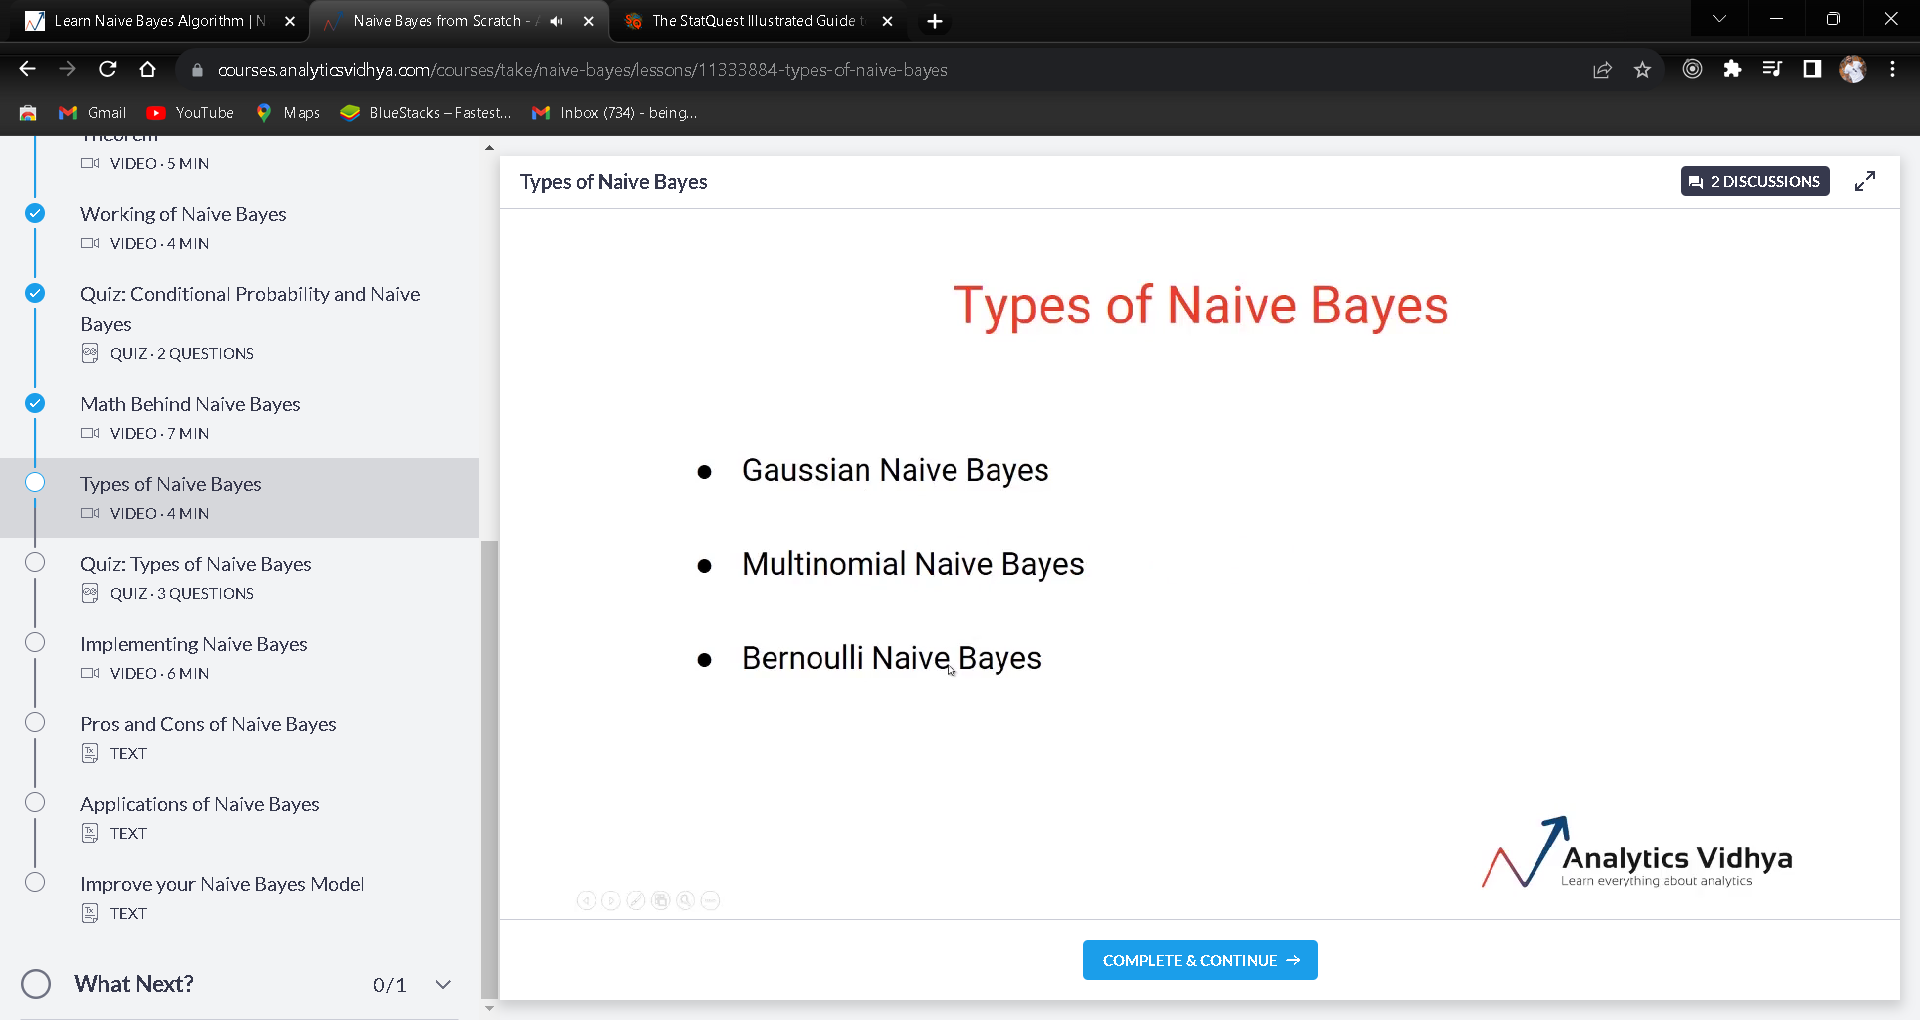 Learn Naive Bayes Algorithm | N
Naive Bayes from Scratch - A
The StatQuest Illustrated Guide t
courses.analyticsvidhya.com/courses/take/naive-bayes/lessons/11333884-types-of-naive-bayes
Gmail
YouTube
Maps
BlueStacks – Fastest...
Inbox (734) - being...
Theorem
VIDEO · 5 MIN
Working of Naive Bayes
VIDEO · 4 MIN
Quiz: Conditional Probability and Naive
Bayes
QUIZ · 2 QUESTIONS
Math Behind Naive Bayes
VIDEO · 7 MIN
Types of Naive Bayes
VIDEO · 4 MIN
Quiz: Types of Naive Bayes
QUIZ · 3 QUESTIONS
Implementing Naive Bayes
VIDEO · 6 MIN
Pros and Cons of Naive Bayes
TEXT
Applications of Naive Bayes
TEXT
Improve your Naive Bayes Model
TEXT
What Next? 0/1
Types of Naive Bayes
2 DISCUSSIONS
Types of Naive Bayes
● Gaussian Naive Bayes
● Multinomial Naive Bayes
● Bernoulli Naive Bayes
Analytics Vidhya
Learn everything about analytics
COMPLETE & CONTINUE →